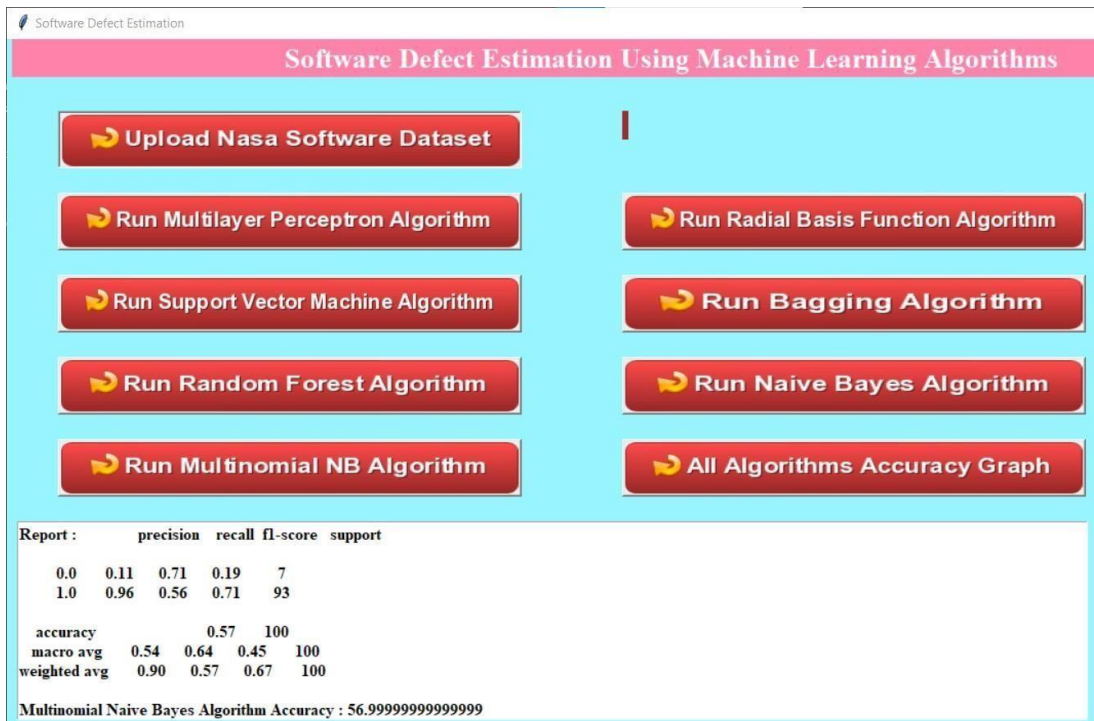 Software Defect Estimation
Software Defect Estimation Using Machine Learning Algorithms
Upload Nasa Software Dataset
Run Multilayer Perceptron Algorithm
Run Radial Basis Function Algorithm
Run Support Vector Machine Algorithm
Run Bagging Algorithm
Run Random Forest Algorithm
Run Naive Bayes Algorithm
Run Multinomial NB Algorithm
All Algorithms Accuracy Graph
Report : precision recall f1-score support
0.0 0.11 0.71 0.19 7
1.0 0.96 0.56 0.71 93
accuracy 0.57 100
macro avg 0.54 0.64 0.45 100
weighted avg 0.90 0.57 0.67 100
Multinomial Naive Bayes Algorithm Accuracy : 56.99999999999999